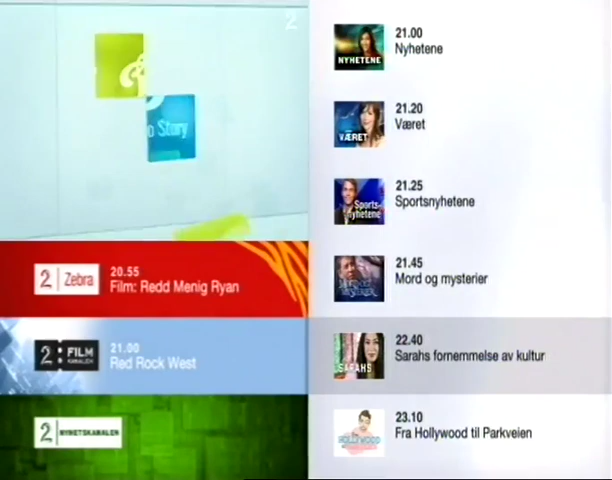 2
o Story
2 Zebra
20.55
Film: Redd Menig Ryan
2:FILM
KANALEN
21.00
Red Rock West
2 NYHETSKANALEN
21.00
Nyhetene
NYHETENE
21.20
Været
VÆRET
21.25
Sportsnyhetene
Sports-
nyhetene
21.45
Mord og mysterier
22.40
Sarahs fornemmelse av kultur
SARAHS
23.10
Fra Hollywood til Parkveien
HOLLYWOOD